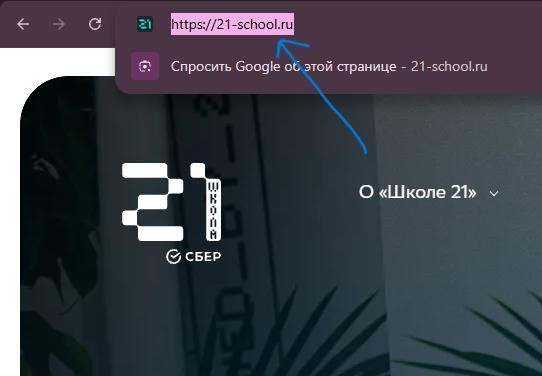 https://21-school.ru
Спросить Google об этой странице - 21-school.ru
21 ШКОЛА
О «Школе 21»
СБЕР